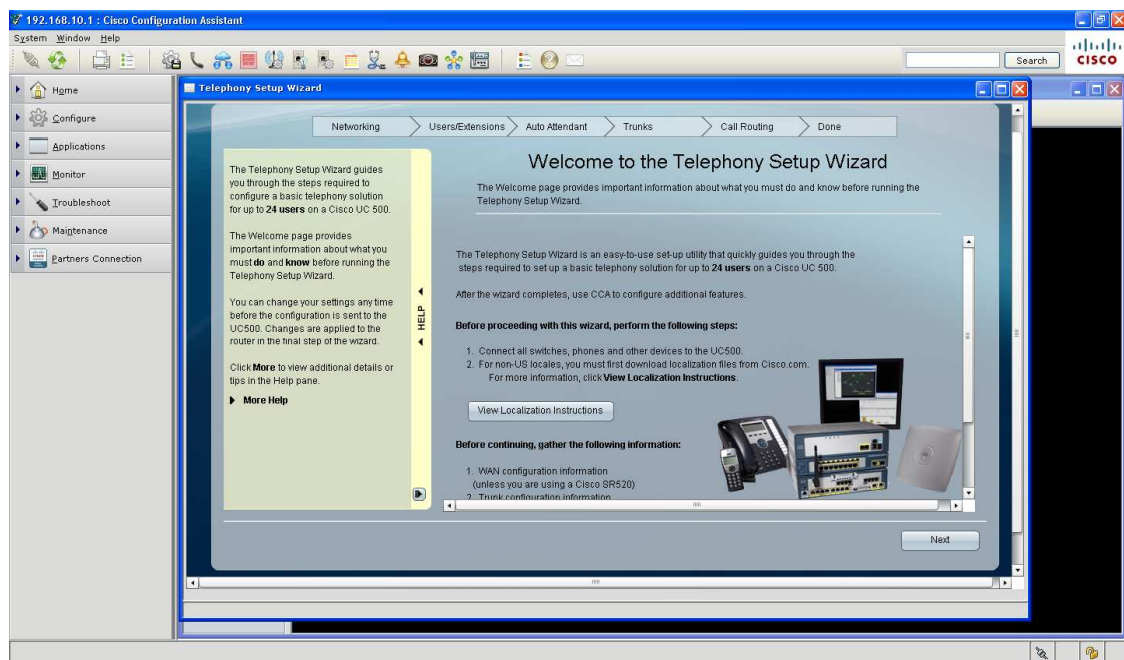 192.168.10.1 : Cisco Configuration Assistant
System Window Help
Search
CISCO
Home
Configure
Applications
Monitor
Troubleshoot
Maintenance
Partners Connection
Telephony Setup Wizard
Networking
Users/Extensions
Auto Attendant
Trunks
Call Routing
Done
The Telephony Setup Wizard guides
you through the steps required to
configure a basic telephony solution
for up to 24 users on a Cisco UC 500.
The Welcome page provides
important information about what you
must do and know before running the
Telephony Setup Wizard.
You can change your settings any time
before the configuration is sent to the
UC500. Changes are applied to the
router in the final step of the wizard.
Click More to view additional details or
tips in the Help pane.
More Help
HELP
Welcome to the Telephony Setup Wizard
The Welcome page provides important information about what you must do and know before running the
Telephony Setup Wizard.
The Telephony Setup Wizard is an easy-to-use set-up utility that quickly guides you through the
steps required to set up a basic telephony solution for up to 24 users on a Cisco UC 500.
After the wizard completes, use CCA to configure additional features.
Before proceeding with this wizard, perform the following steps:
1. Connect all switches, phones and other devices to the UC500.
2. For non-US locales, you must first download localization files from Cisco.com.
For more information, click View Localization Instructions.
View Localization Instructions
Before continuing, gather the following information:
1. WAN configuration information
(unless you are using a Cisco SR520)
2. Trunk configuration information
Next